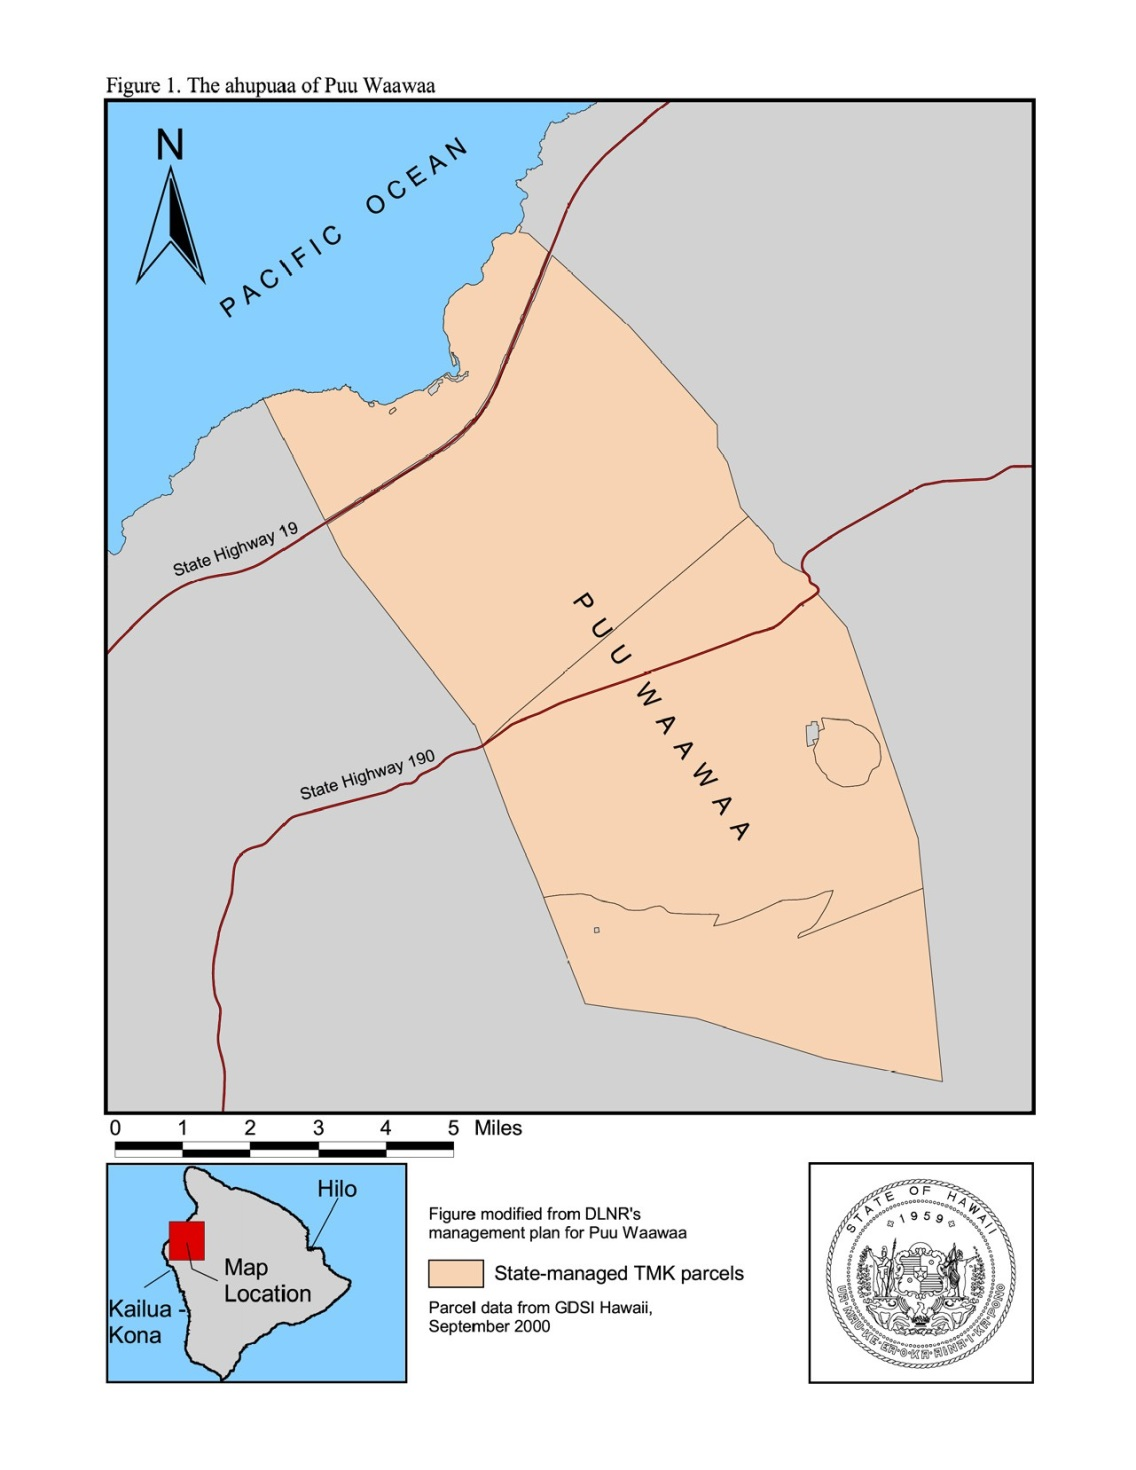 Figure 1. The ahupuaa of Puu Waawaa
N
PACIFIC OCEAN
State Highway 19
PUU WAAWAA
State Highway 190
0 1 2 3 4 5 Miles
Hilo
Map
Location
Kailua -
Kona
Figure modified from DLNR's
management plan for Puu Waawaa
State-managed TMK parcels
Parcel data from GDSI Hawaii,
September 2000
STATE OF HAWAII
1959